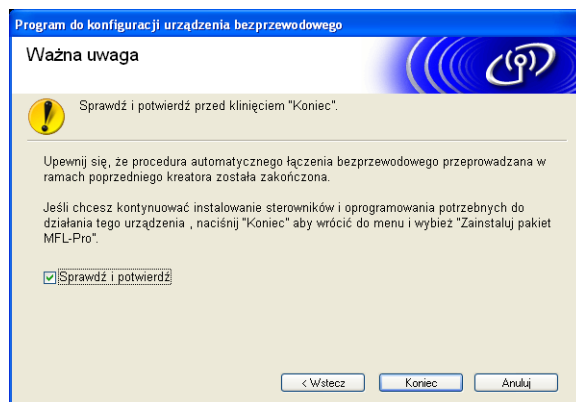 Program do konfiguracji urządzenia bezprzewodowego
Ważna uwaga
Sprawdź i potwierdź przed klinięciem "Koniec".
Upewnij się, że procedura automatycznego łączenia bezprzewodowego przeprowadzana w
ramach poprzedniego kreatora została zakończona.
Jeśli chcesz kontynuować instalowanie sterowników i oprogramowania potrzebnych do
działania tego urządzenia , naciśnij "Koniec" aby wrócić do menu i wybież "Zainstaluj pakiet
MFL-Pro".
Sprawdź i potwierdź
< Wstecz
Koniec
Anuluj